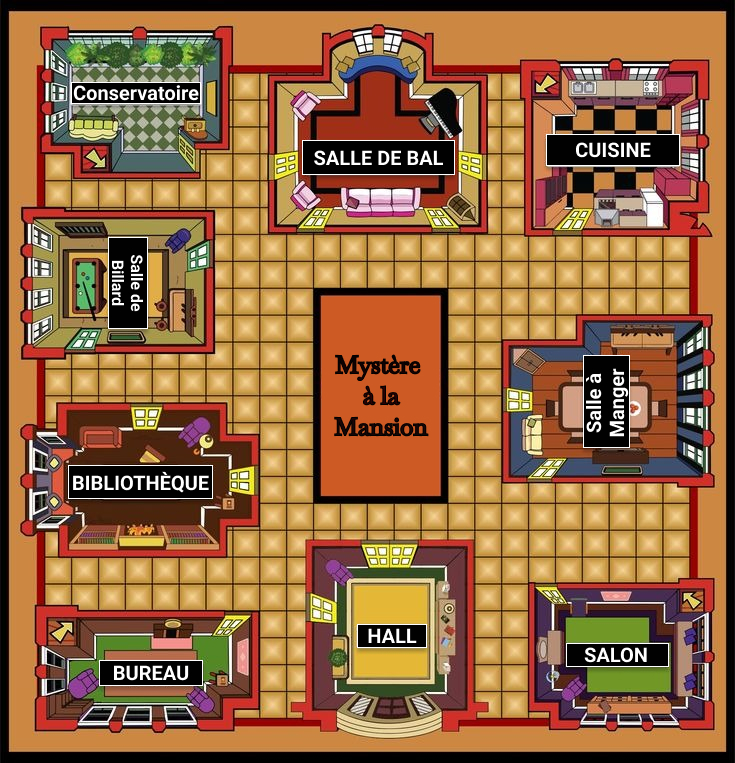 Conservatoire
SALLE DE BAL
CUISINE
Salle de
Billard
Mystère
à la
Mansion
Salle à
Manger
BIBLIOTHÈQUE
HALL
SALON
BUREAU